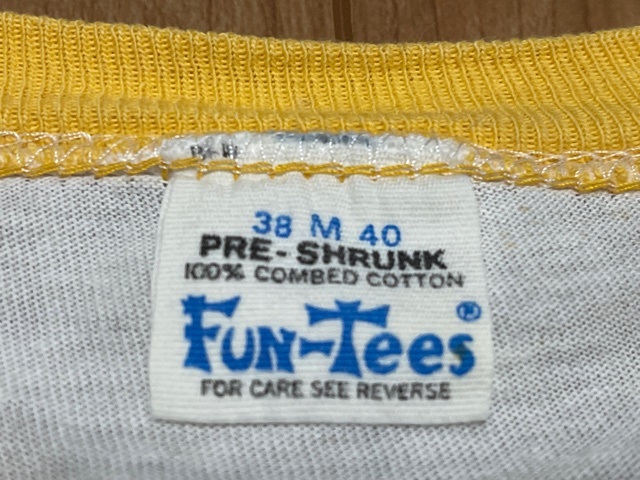 38 M 40
PRE-SHRUNK
100% COMBED COTTON
FUN-Tees®
FOR CARE SEE REVERSE